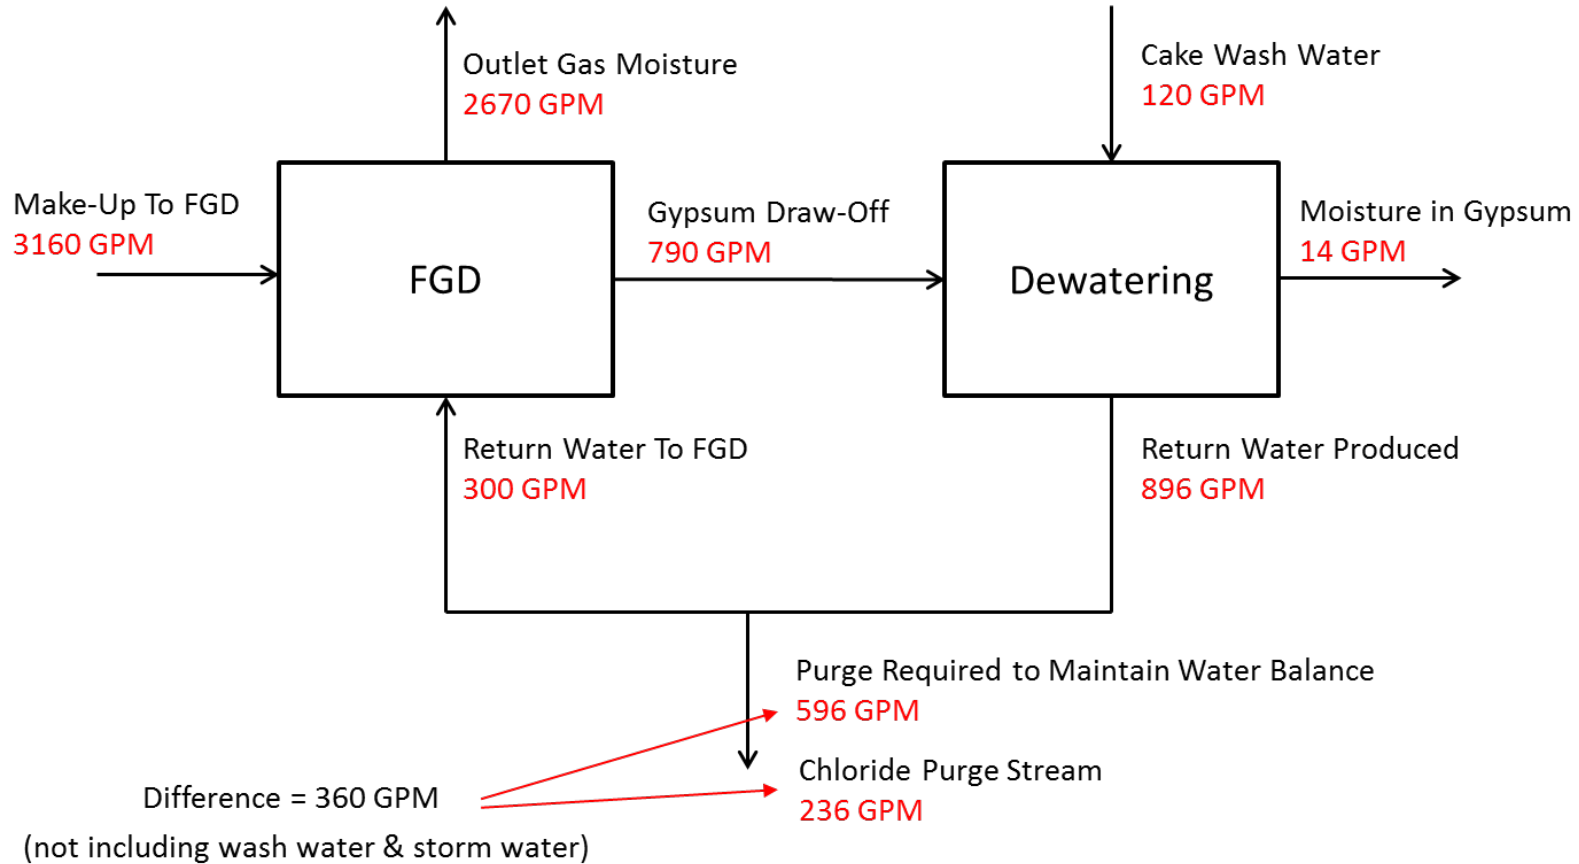 Outlet Gas Moisture
2670 GPM
Cake Wash Water
120 GPM
Make-Up To FGD
3160 GPM
FGD
Gypsum Draw-Off
790 GPM
Dewatering
Moisture in Gypsum
14 GPM
Return Water To FGD
300 GPM
Return Water Produced
896 GPM
Purge Required to Maintain Water Balance
596 GPM
Chloride Purge Stream
236 GPM
Difference = 360 GPM
(not including wash water & storm water)